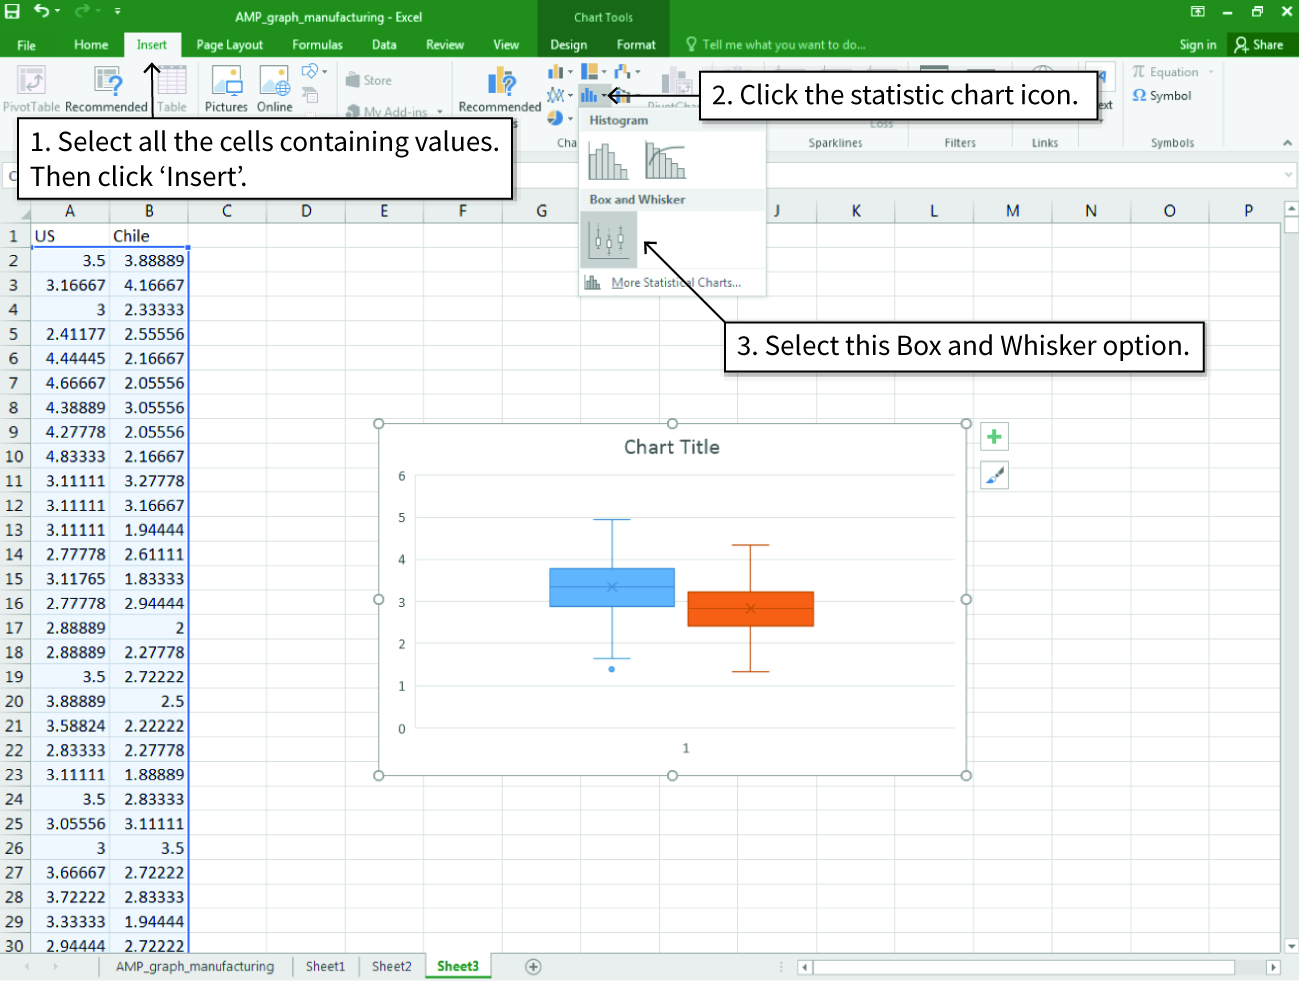 AMP_graph_manufacturing - Excel
Chart Tools
File Home Insert Page Layout Formulas Data Review View Design Format Tell me what you want to do... Sign in Share
PivotTable Recommended Table Pictures Online Store My Add-ins Recommended Equation Symbol
Sparklines Filters Links Symbols
1. Select all the cells containing values.
Then click ‘Insert’.
2. Click the statistic chart icon.
Histogram
Box and Whisker
More Statistical Charts...
3. Select this Box and Whisker option.
A B C D E F G J K L M N O P
1 US Chile
2 3.5 3.88889
3 3.16667 4.16667
4 3 2.33333
5 2.41177 2.55556
6 4.44445 2.16667
7 4.66667 2.05556
8 4.38889 3.05556
9 4.27778 2.05556
10 4.83333 2.16667
11 3.11111 3.27778
12 3.11111 3.16667
13 3.11111 1.94444
14 2.77778 2.61111
15 3.11765 1.83333
16 2.77778 2.94444
17 2.88889 2
18 2.88889 2.27778
19 3.5 2.72222
20 3.88889 2.5
21 3.58824 2.22222
22 2.83333 2.27778
23 3.11111 1.88889
24 3.5 2.83333
25 3.05556 3.11111
26 3 3.5
27 3.66667 2.72222
28 3.72222 2.83333
29 3.33333 1.94444
30 2.94444 2.72222
Chart Title
6
5
4
3
2
1
0
1
AMP_graph_manufacturing Sheet1 Sheet2 Sheet3